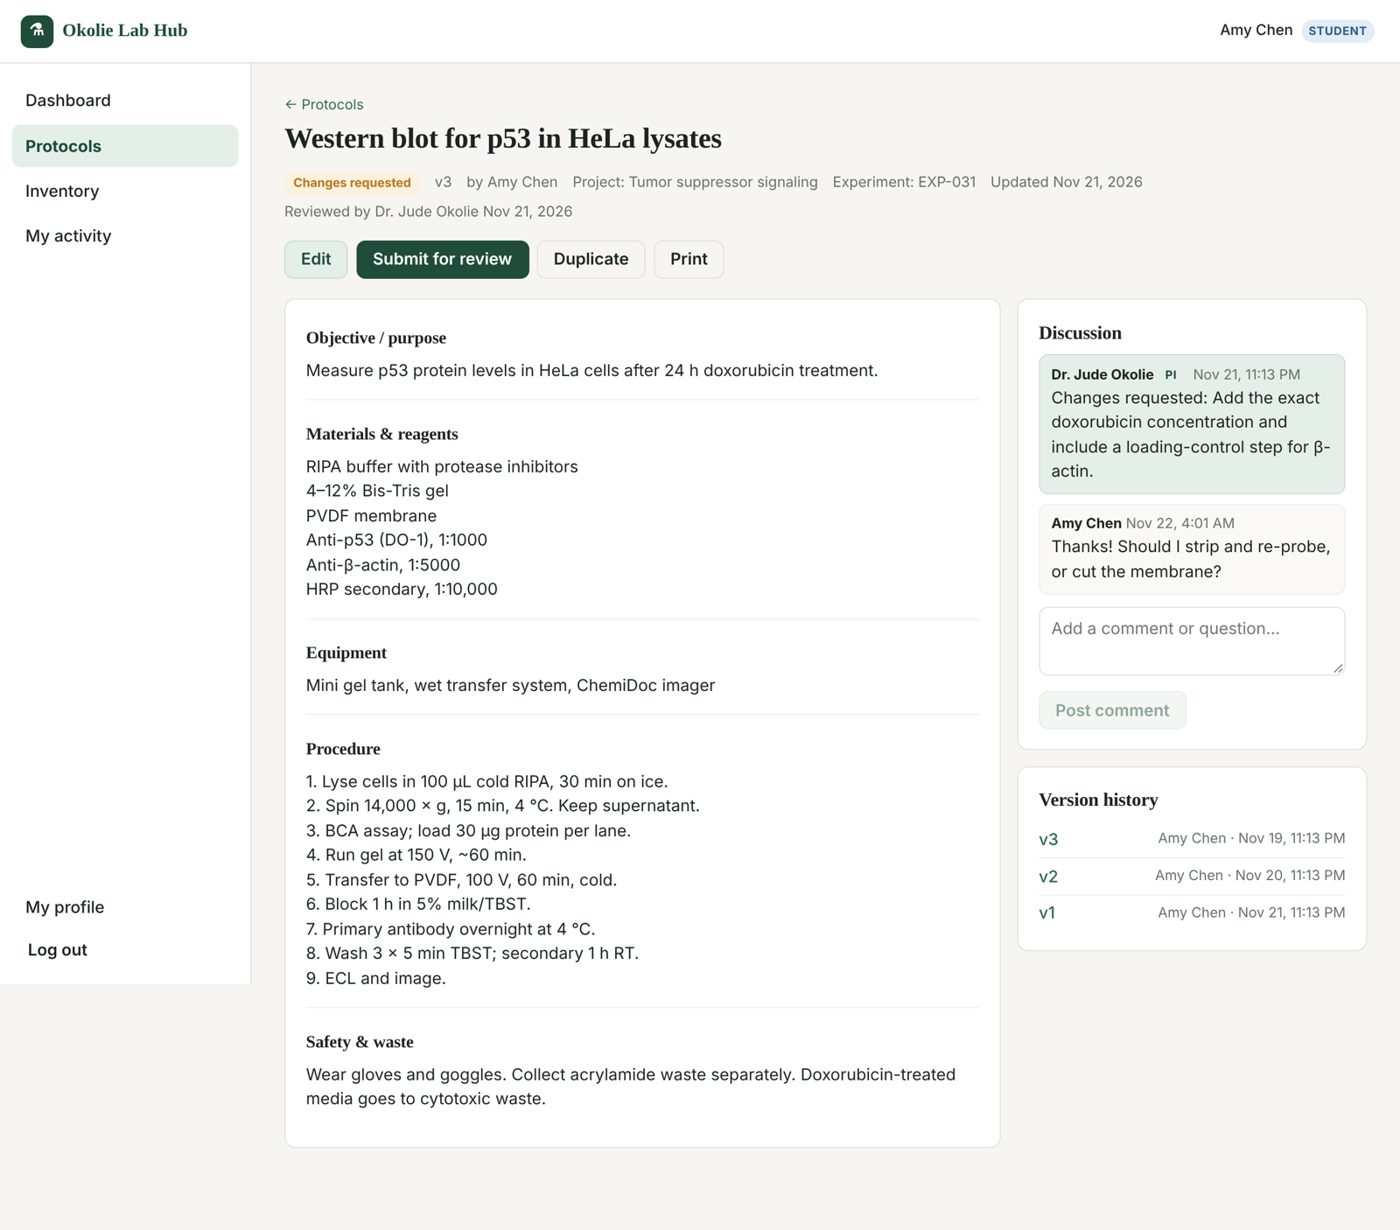 Okolie Lab Hub
Amy Chen STUDENT
Dashboard
Protocols
Inventory
My activity
My profile
Log out
← Protocols
Western blot for p53 in HeLa lysates
Changes requested v3 by Amy Chen Project: Tumor suppressor signaling Experiment: EXP-031 Updated Nov 21, 2026
Reviewed by Dr. Jude Okolie Nov 21, 2026
Edit Submit for review Duplicate Print
Objective / purpose
Measure p53 protein levels in HeLa cells after 24 h doxorubicin treatment.
Materials & reagents
RIPA buffer with protease inhibitors
4–12% Bis-Tris gel
PVDF membrane
Anti-p53 (DO-1), 1:1000
Anti-β-actin, 1:5000
HRP secondary, 1:10,000
Equipment
Mini gel tank, wet transfer system, ChemiDoc imager
Procedure
1. Lyse cells in 100 µL cold RIPA, 30 min on ice.
2. Spin 14,000 × g, 15 min, 4 °C. Keep supernatant.
3. BCA assay; load 30 µg protein per lane.
4. Run gel at 150 V, ~60 min.
5. Transfer to PVDF, 100 V, 60 min, cold.
6. Block 1 h in 5% milk/TBST.
7. Primary antibody overnight at 4 °C.
8. Wash 3 × 5 min TBST; secondary 1 h RT.
9. ECL and image.
Safety & waste
Wear gloves and goggles. Collect acrylamide waste separately. Doxorubicin-treated
media goes to cytotoxic waste.
Discussion
Dr. Jude Okolie PI Nov 21, 11:13 PM
Changes requested: Add the exact
doxorubicin concentration and
include a loading-control step for β-
actin.
Amy Chen Nov 22, 4:01 AM
Thanks! Should I strip and re-probe,
or cut the membrane?
Add a comment or question...
Post comment
Version history
v3 Amy Chen · Nov 19, 11:13 PM
v2 Amy Chen · Nov 20, 11:13 PM
v1 Amy Chen · Nov 21, 11:13 PM